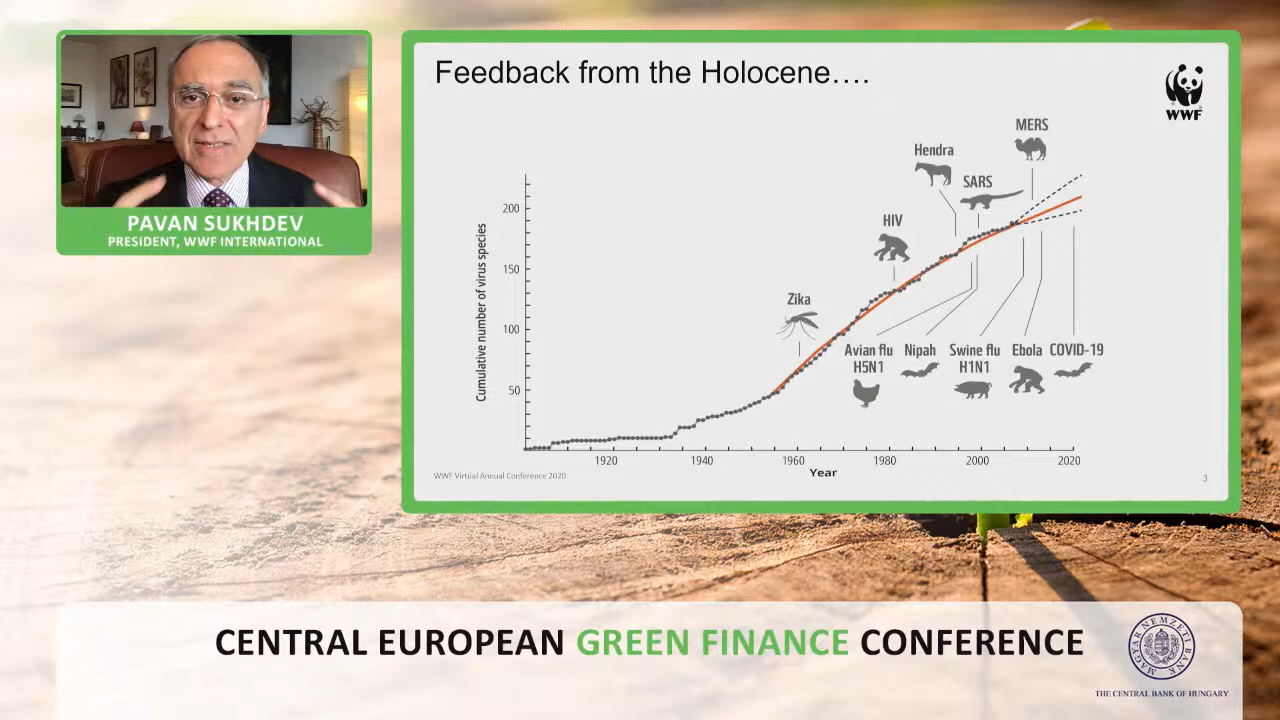 PAVAN SUKHDEV
PRESIDENT, WWF INTERNATIONAL
Feedback from the Holocene….
WWF
MERS
Hendra
SARS
HIV
Zika
Avian flu
H5N1
Nipah
Swine flu
H1N1
Ebola
COVID-19
Cumulative number of virus species
200
150
100
50
1920
1940
1960
1980
2000
2020
Year
WWF Virtual Annual Conference 2020
3
CENTRAL EUROPEAN GREEN FINANCE CONFERENCE
MAGYAR NEMZETI BANK
THE CENTRAL BANK OF HUNGARY